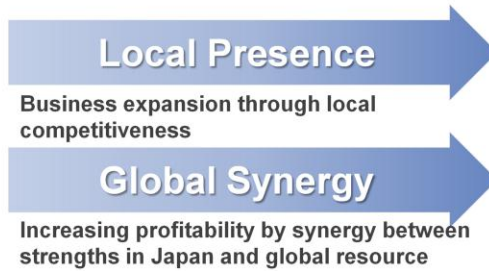 Local Presence
Business expansion through local
competitiveness
Global Synergy
Increasing profitability by synergy between
strengths in Japan and global resource